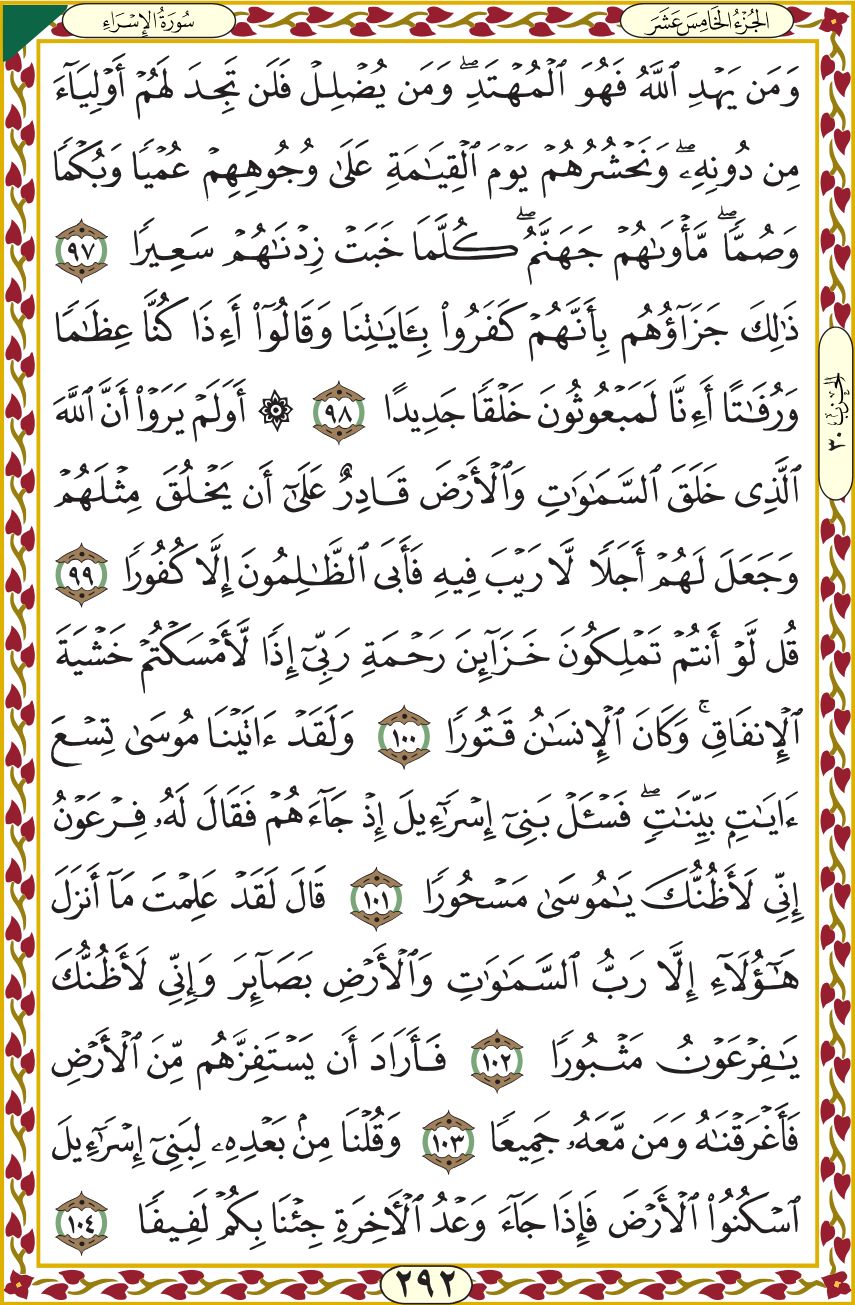 الجُزْءُ الخَامِسَ عَشَرَ
سُورَةُ الإِسْرَاءِ
وَمَن يَهْدِ ٱللَّهُ فَهُوَ ٱلْمُهْتَدِۖ وَمَن يُضْلِلْ فَلَن تَجِدَ لَهُمْ أَوْلِيَآءَ
مِن دُونِهِۦۖ وَنَحْشُرُهُمْ يَوْمَ ٱلْقِيَـٰمَةِ عَلَىٰ وُجُوهِهِمْ عُمْيًا وَبُكْمًا
وَصُمًّاۖ مَّأْوَىٰهُمْ جَهَنَّمُۖ كُلَّمَا خَبَتْ زِدْنَـٰهُمْ سَعِيرًا ٩٧
ذَٰلِكَ جَزَآؤُهُم بِأَنَّهُمْ كَفَرُوا۟ بِـَٔايَـٰتِنَا وَقَالُوٓا۟ أَءِذَا كُنَّا عِظَـٰمًا
وَرُفَـٰتًا أَءِنَّا لَمَبْعُوثُونَ خَلْقًا جَدِيدًا ٩٨ ۞ أَوَلَمْ يَرَوْا۟ أَنَّ ٱللَّهَ
ٱلَّذِى خَلَقَ ٱلسَّمَـٰوَٰتِ وَٱلْأَرْضَ قَادِرٌ عَلَىٰٓ أَن يَخْلُقَ مِثْلَهُمْ
وَجَعَلَ لَهُمْ أَجَلًا لَّا رَيْبَ فِيهِ فَأَبَى ٱلظَّـٰلِمُونَ إِلَّا كُفُورًا ٩٩
قُل لَّوْ أَنتُمْ تَمْلِكُونَ خَزَآئِنَ رَحْمَةِ رَبِّىٓ إِذًا لَّأَمْسَكْتُمْ خَشْيَةَ
ٱلْإِنفَاقِۚ وَكَانَ ٱلْإِنسَـٰنُ قَتُورًا ١٠٠ وَلَقَدْ ءَاتَيْنَا مُوسَىٰ تِسْعَ
ءَايَـٰتٍۭ بَيِّنَـٰتٍۖ فَسْـَٔلْ بَنِىٓ إِسْرَٰٓءِيلَ إِذْ جَآءَهُمْ فَقَالَ لَهُۥ فِرْعَوْنُ
إِنِّى لَأَظُنُّكَ يَـٰمُوسَىٰ مَسْحُورًا ١٠١ قَالَ لَقَدْ عَلِمْتَ مَآ أَنزَلَ
هَـٰٓؤُلَآءِ إِلَّا رَبُّ ٱلسَّمَـٰوَٰتِ وَٱلْأَرْضِ بَصَآئِرَ وَإِنِّى لَأَظُنُّكَ
يَـٰفِرْعَوْنُ مَثْبُورًا ١٠٢ فَأَرَادَ أَن يَسْتَفِزَّهُم مِّنَ ٱلْأَرْضِ
فَأَغْرَقْنَـٰهُ وَمَن مَّعَهُۥ جَمِيعًا ١٠٣ وَقُلْنَا مِنۢ بَعْدِهِۦ لِبَنِىٓ إِسْرَٰٓءِيلَ
ٱسْكُنُوا۟ ٱلْأَرْضَ فَإِذَا جَآءَ وَعْدُ ٱلْـَٔاخِرَةِ جِئْنَا بِكُمْ لَفِيفًا ١٠٤
الحزب ٣٠
٢٩٢